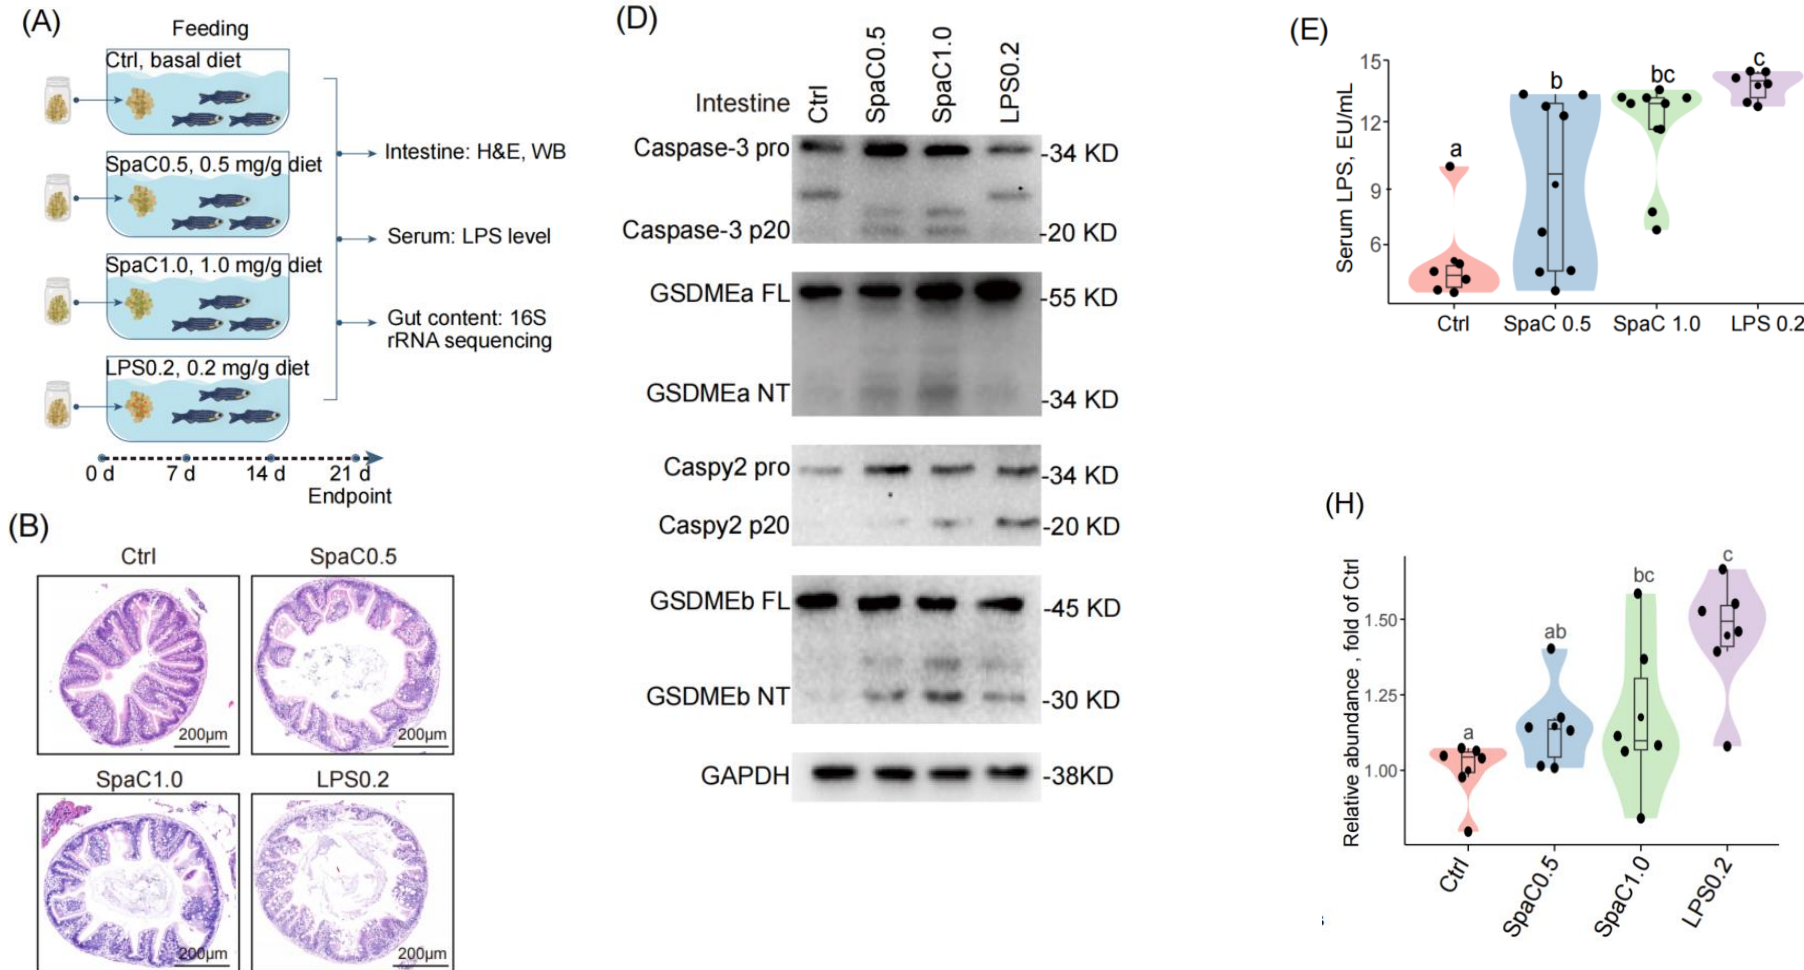 (A)
Feeding
Ctrl, basal diet
SpaC0.5, 0.5 mg/g diet
SpaC1.0, 1.0 mg/g diet
LPS0.2, 0.2 mg/g diet
Intestine: H&E, WB
Serum: LPS level
Gut content: 16S
rRNA sequencing
0 d 7 d 14 d 21 d
Endpoint
(B)
Ctrl SpaC0.5
200μm 200μm
SpaC1.0 LPS0.2
200μm 200μm
(D)
Intestine Ctrl SpaC0.5 SpaC1.0 LPS0.2
Caspase-3 pro -34 KD
Caspase-3 p20 -20 KD
GSDMEa FL -55 KD
GSDMEa NT -34 KD
Caspy2 pro -34 KD
Caspy2 p20 -20 KD
GSDMEb FL -45 KD
GSDMEb NT -30 KD
GAPDH -38KD
(E)
Serum LPS, EU/mL
15
12
9
6
a b bc c
Ctrl SpaC 0.5 SpaC 1.0 LPS 0.2
(H)
Relative abundance , fold of Ctrl
1.50
1.25
1.00
a ab bc c
Ctrl SpaC0.5 SpaC1.0 LPS0.2